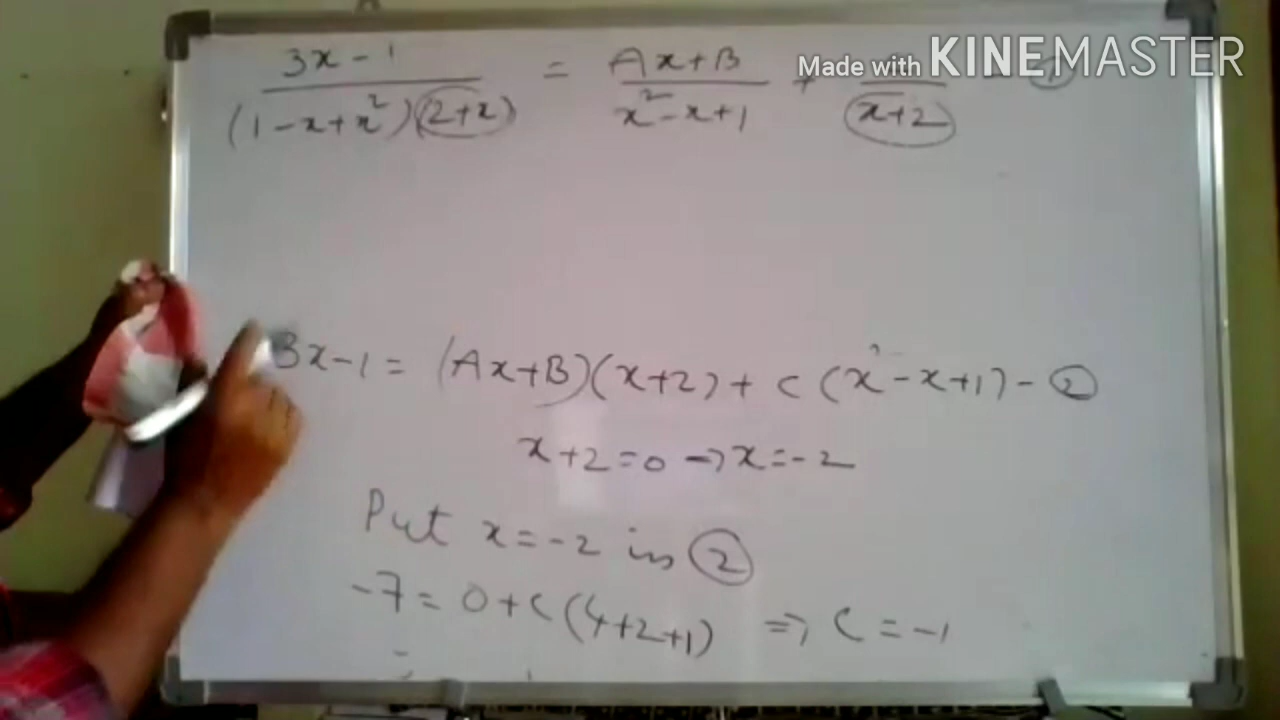 Made with KINEMASTER
(3x-1)/((1-x+x²)(2+x)) = (Ax+B)/(x²-x+1) + /(x+2) - ①
3x-1 = (Ax+B)(x+2) + C(x²-x+1) - ②
x+2=0 → x=-2
Put x=-2 in ②
-7 = 0+C(4+2+1) ⇒ C=-1